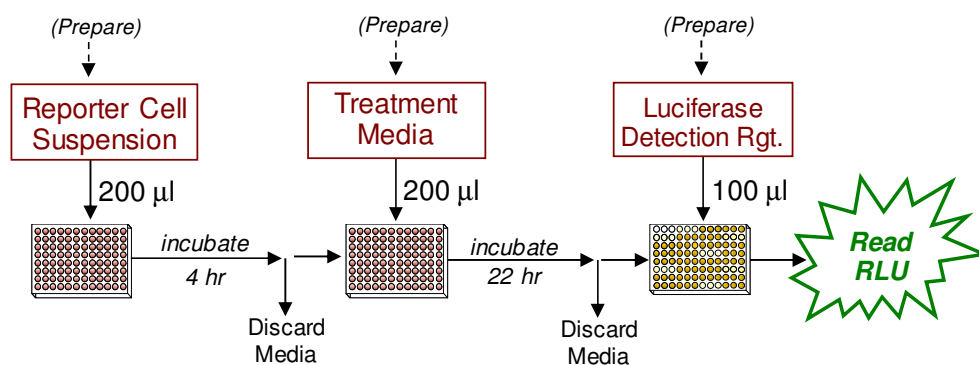 (Prepare)
(Prepare)
(Prepare)
Reporter Cell
Suspension
Treatment
Media
Luciferase
Detection Rgt.
200 µl
200 µl
100 µl
incubate
4 hr
incubate
22 hr
Read
RLU
Discard
Media
Discard
Media